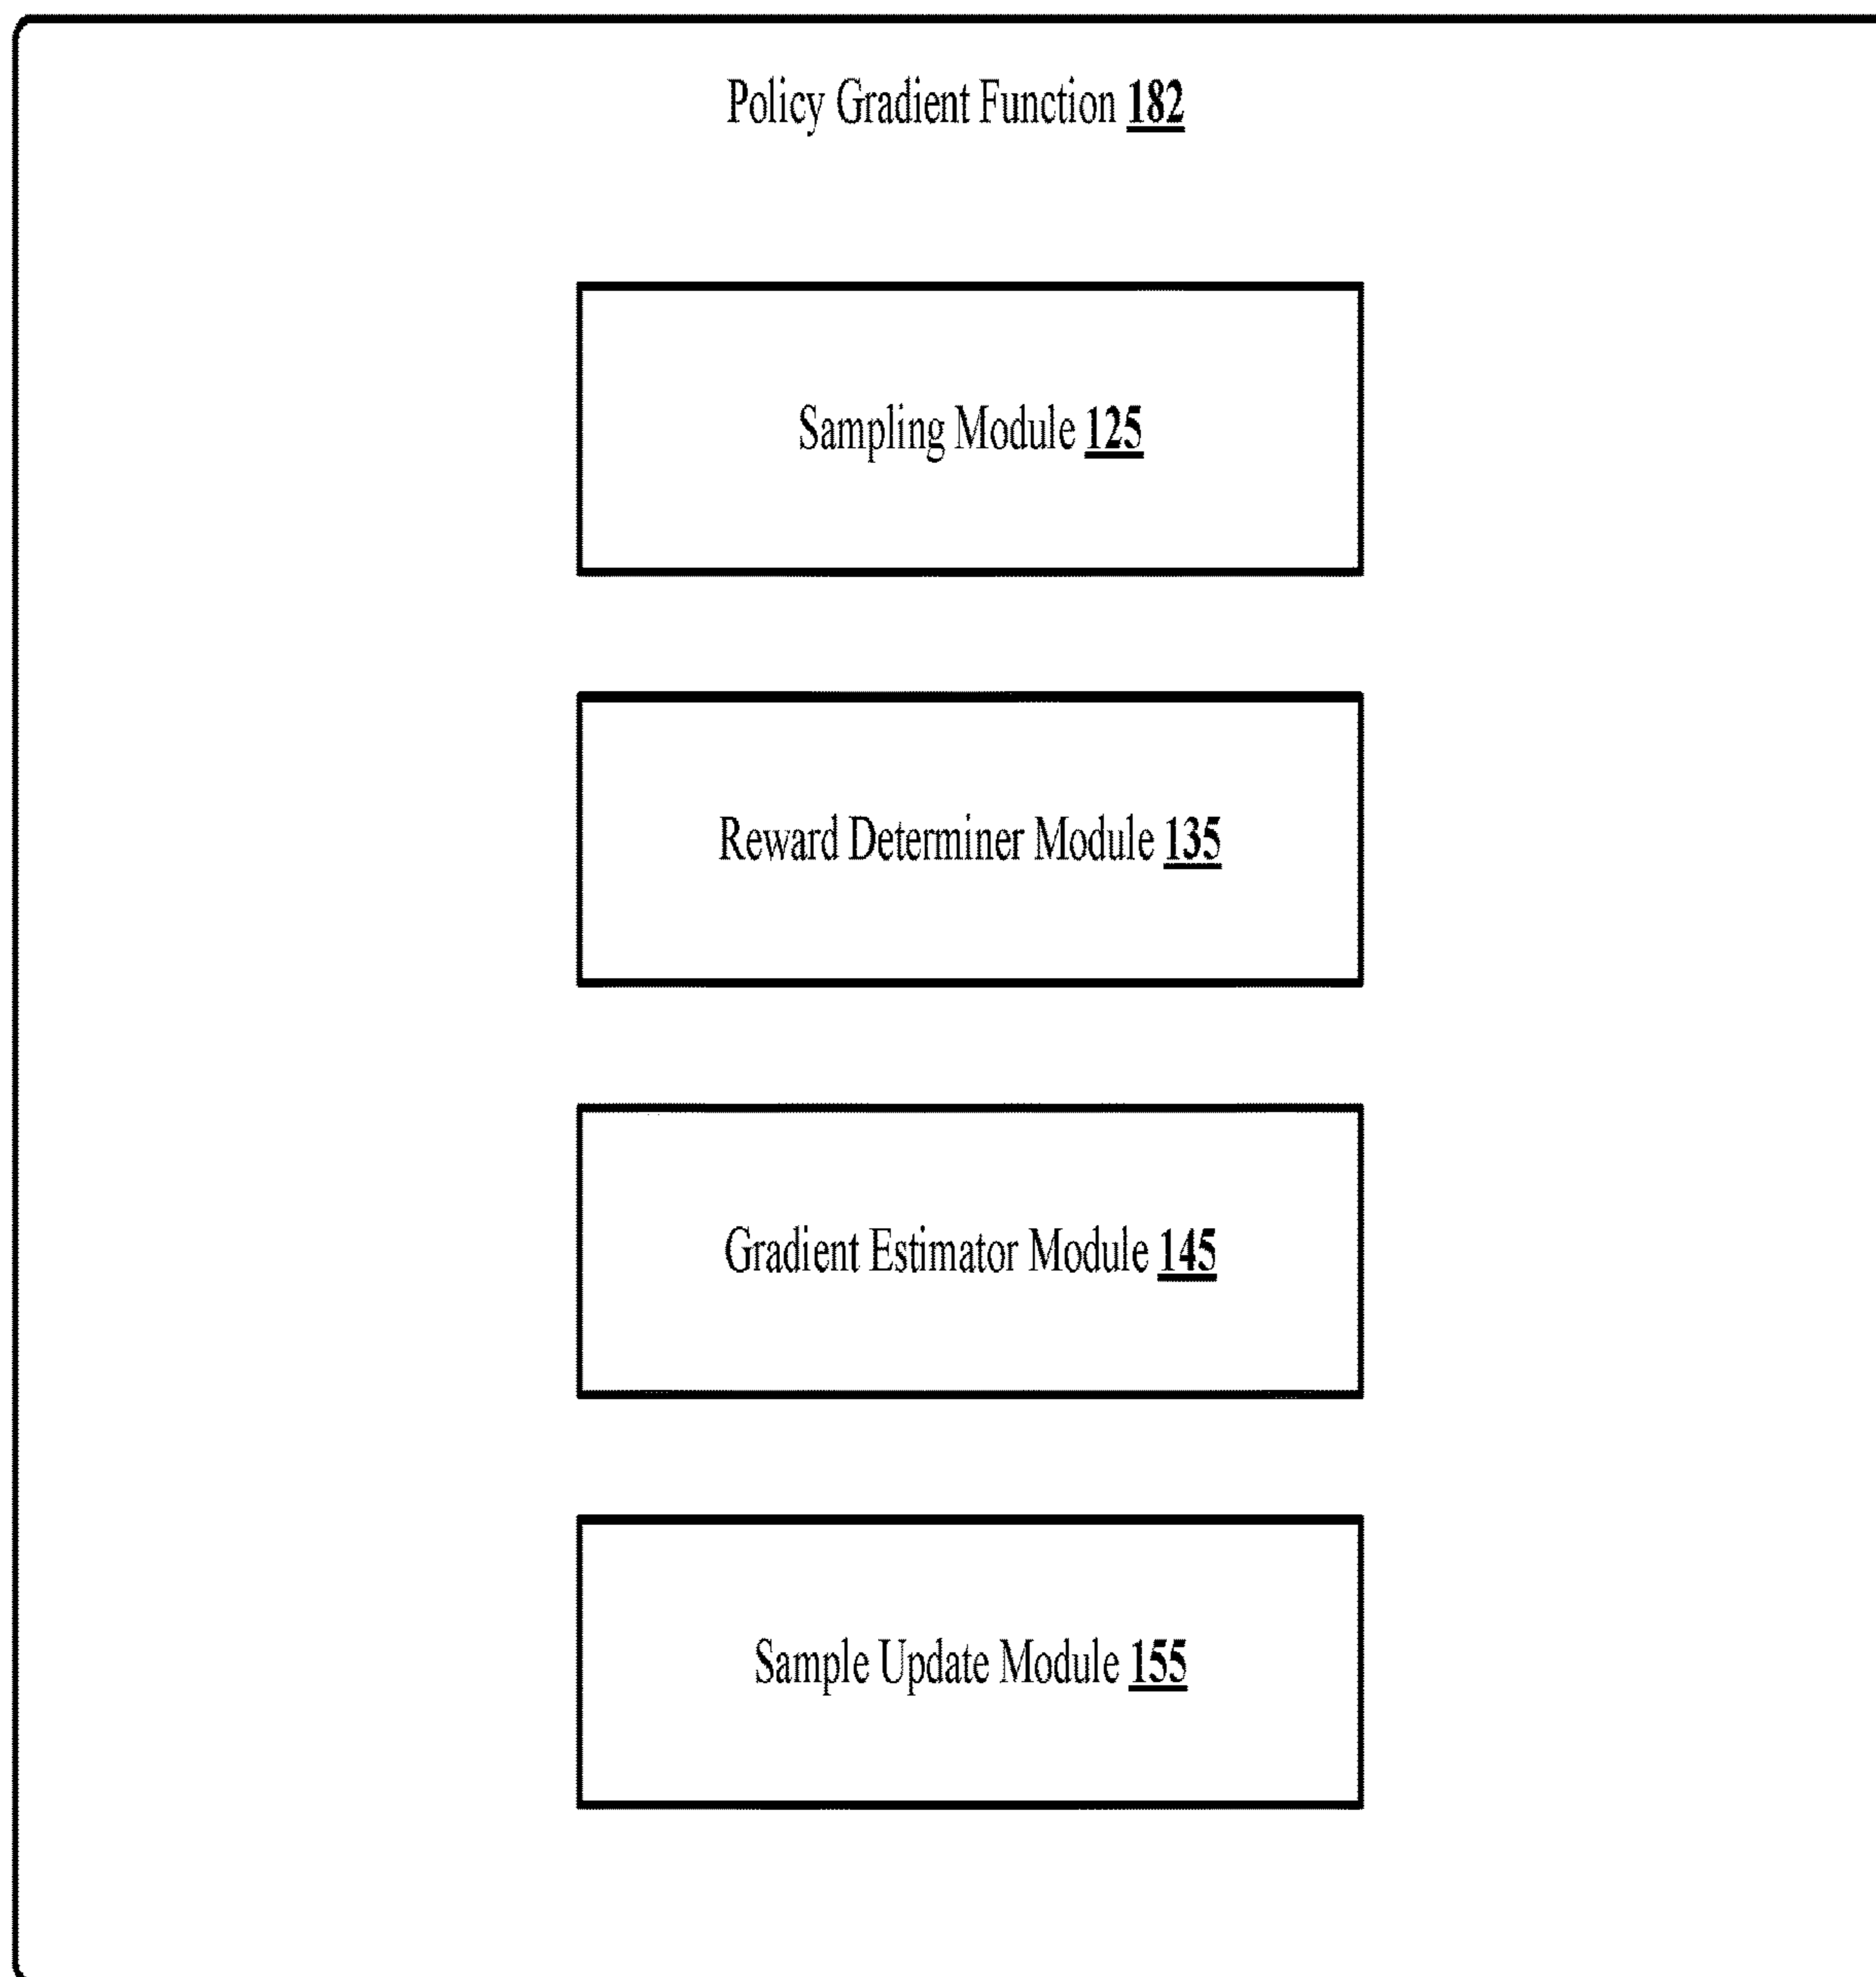 Policy Gradient Function 182
Sampling Module 125
Reward Determiner Module 135
Gradient Estimator Module 145
Sample Update Module 155